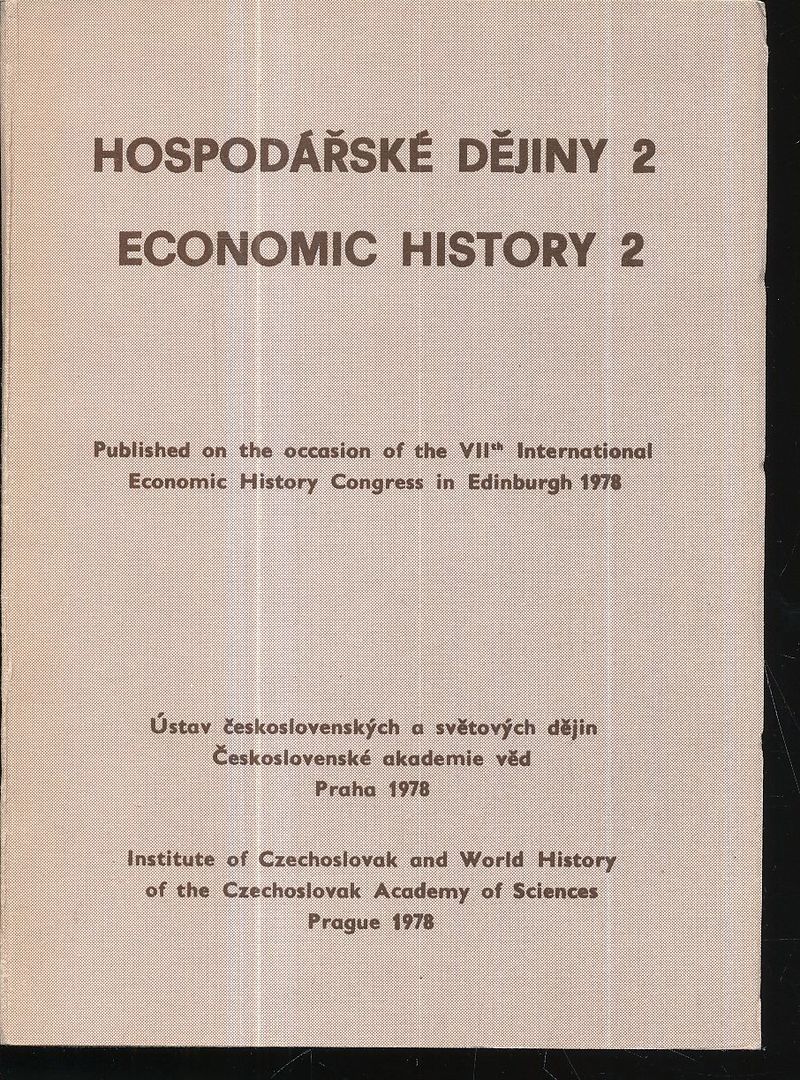 HOSPODÁŘSKÉ DĚJINY 2
ECONOMIC HISTORY 2
Published on the occasion of the VIIth International
Economic History Congress in Edinburgh 1978
Ústav československých a světových dějin
Československé akademie věd
Praha 1978
Institute of Czechoslovak and World History
of the Czechoslovak Academy of Sciences
Prague 1978